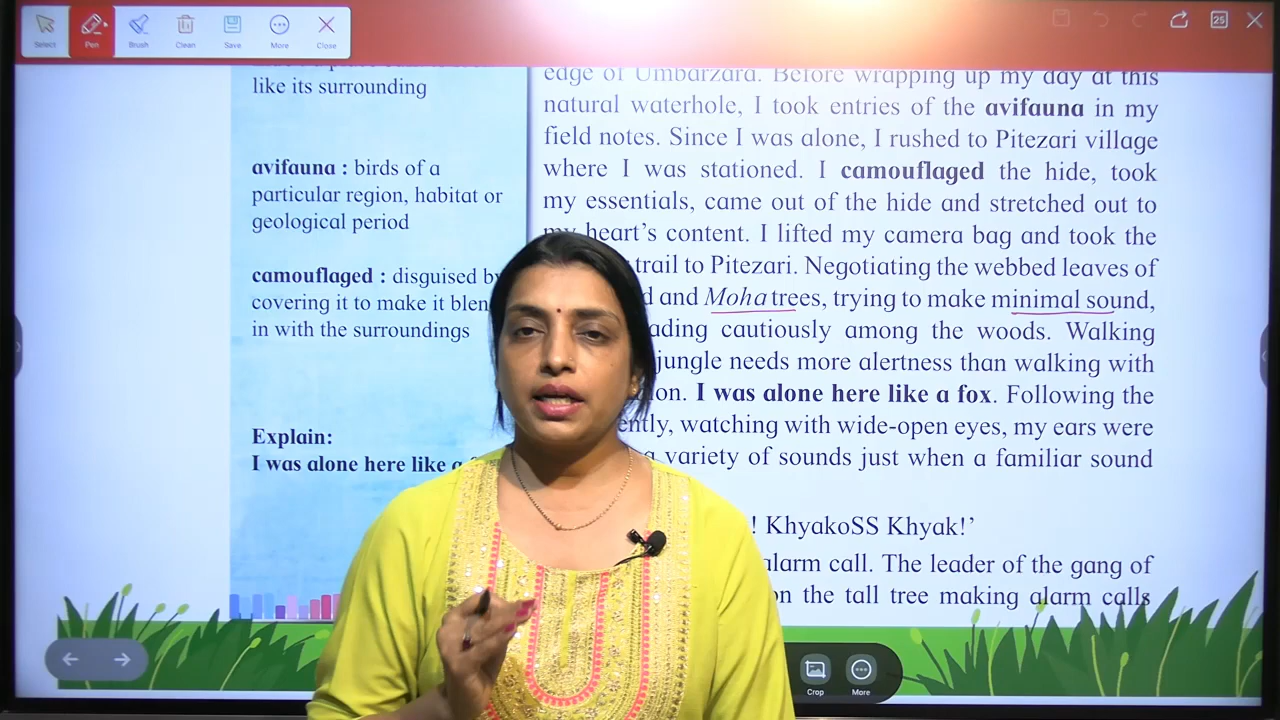 Select Pen Brush Clean Save More Close
25
like its surrounding
avifauna : birds of a
particular region, habitat or
geological period
camouflaged : disguised by
covering it to make it blen
in with the surroundings
Explain:
I was alone here like a
edge of Umbarzara. Before wrapping up my day at this
natural waterhole, I took entries of the avifauna in my
field notes. Since I was alone, I rushed to Pitezari village
where I was stationed. I camouflaged the hide, took
my essentials, came out of the hide and stretched out to
my heart's content. I lifted my camera bag and took the
trail to Pitezari. Negotiating the webbed leaves of
d and Moha trees, trying to make minimal sound,
ading cautiously among the woods. Walking
jungle needs more alertness than walking with
ion. I was alone here like a fox. Following the
ently, watching with wide-open eyes, my ears were
a variety of sounds just when a familiar sound
! KhyakoSS Khyak!’
alarm call. The leader of the gang of
on the tall tree making alarm calls
Crop More